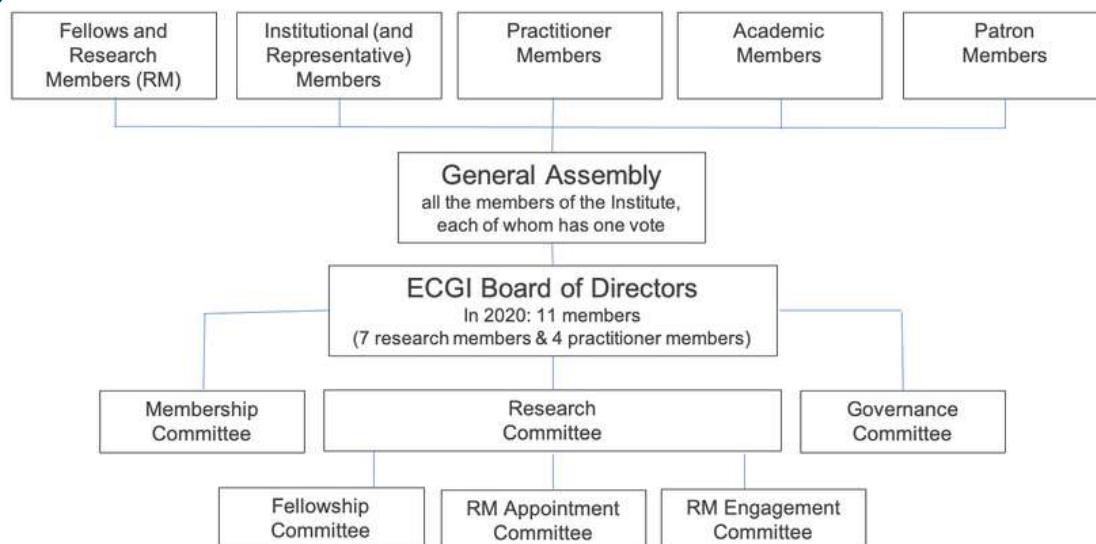 Fellows and
Research
Members (RM)
Institutional (and
Representative)
Members
Practitioner
Members
Academic
Members
Patron
Members
General Assembly
all the members of the Institute,
each of whom has one vote
ECGI Board of Directors
In 2020: 11 members
(7 research members & 4 practitioner members)
Membership
Committee
Research
Committee
Governance
Committee
Fellowship
Committee
RM Appointment
Committee
RM Engagement
Committee